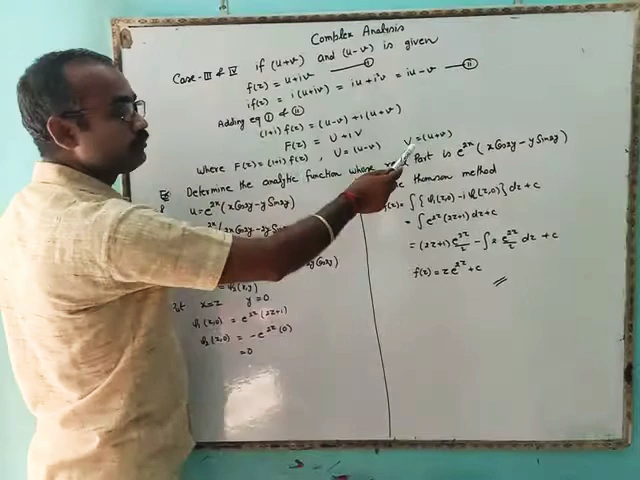 Complex Analysis
Case-III & IV if (u+v) and (u-v) is given
f(z) = u+iv —— I
if(z) = i(u+iv) = iu+i²v = iu-v —— II
Adding eq I & II
(1+i) f(z) = (u-v) + i(u+v)
F(z) = U+iV
Where F(z)=(1+i) f(z) , U=(u-v) V=(u+v)
Ex Determine the analytic function whose Part is e^2x (x Cos2y - y Sin2y)
u = e^2x (x Cos2y - y Sin2y)
x=z y=0
φ₁(z,0) = e^2z (2z+1)
φ₂(z,0) = -e^2z (0)
=0
thomson method
= ∫ { φ₁(z,0) - i φ₂(z,0) } dz + c
= ∫ e^2z (2z+1) dz + c
= (2z+1) e^2z/2 - ∫ 2 e^2z/2 dz + c
f(z) = z e^2z + c